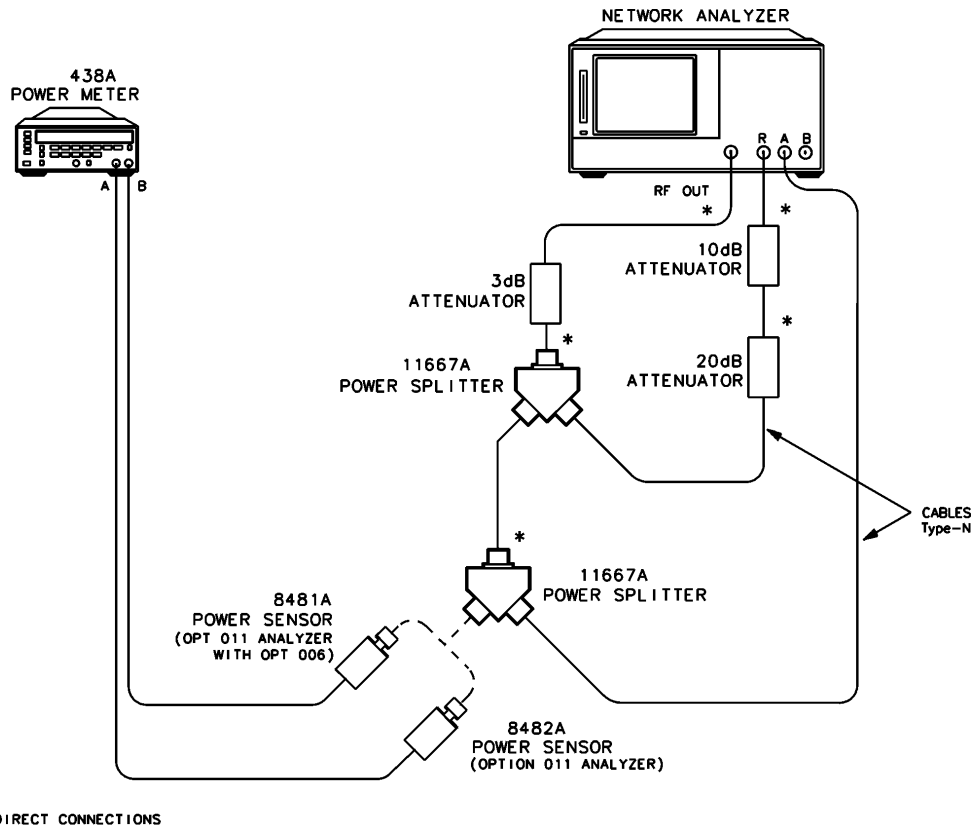 NETWORK ANALYZER
438A
POWER METER
A
B
R
A
B
RF OUT
*
*
10dB
ATTENUATOR
3dB
ATTENUATOR
*
*
20dB
ATTENUATOR
11667A
POWER SPLITTER
CABLES
Type-N
*
11667A
POWER SPLITTER
8481A
POWER SENSOR
(OPT 011 ANALYZER
WITH OPT 006)
8482A
POWER SENSOR
(OPTION 011 ANALYZER)
DIRECT CONNECTIONS